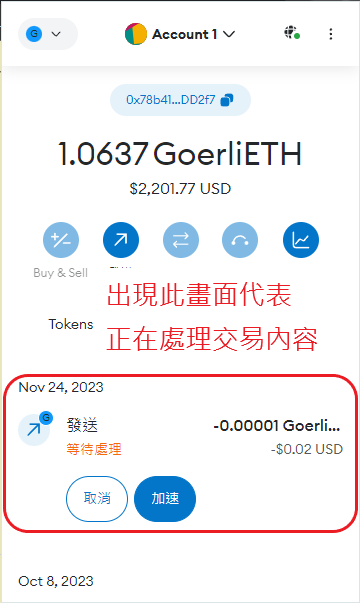 G
Account 1
0x78b41...DD2f7
1.0637 GoerliETH
$2,201.77 USD
Buy & Sell
出現此畫面代表
Tokens
正在處理交易內容
Nov 24, 2023
G
發送 -0.00001 Goerli...
等待處理 -$0.02 USD
取消 加速
Oct 8, 2023